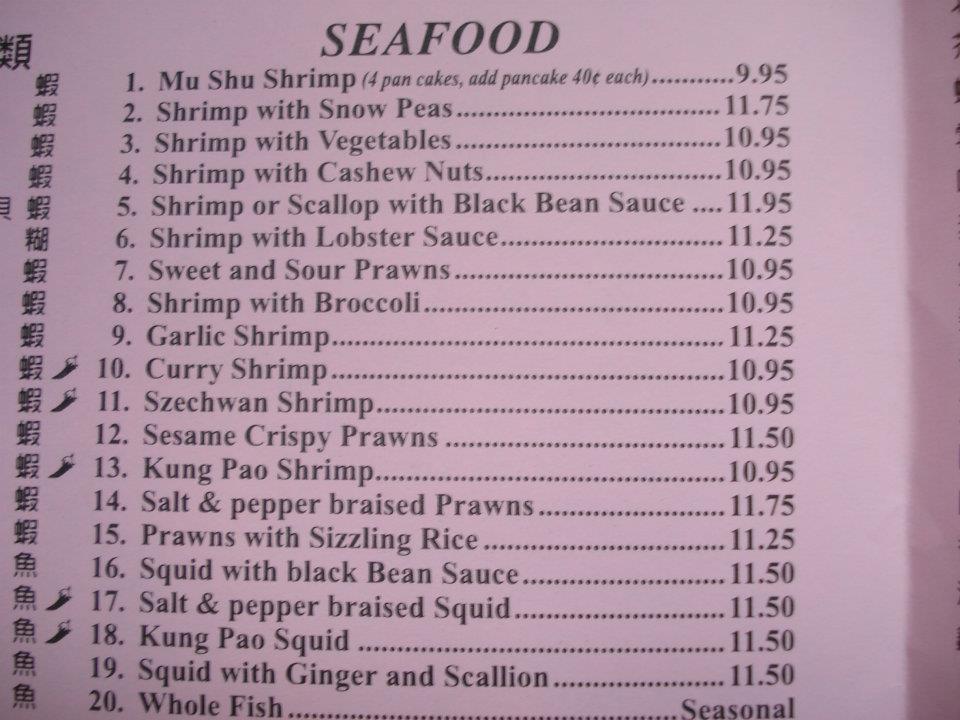 SEAFOOD
類
蝦 1. Mu Shu Shrimp (4 pan cakes, add pancake 40¢ each)...........9.95
蝦 2. Shrimp with Snow Peas.................................11.75
蝦 3. Shrimp with Vegetables.................................10.95
蝦 4. Shrimp with Cashew Nuts..............................10.95
蝦 5. Shrimp or Scallop with Black Bean Sauce ....11.95
糊 6. Shrimp with Lobster Sauce............................11.25
蝦 7. Sweet and Sour Prawns..................................10.95
蝦 8. Shrimp with Broccoli......................................10.95
蝦 9. Garlic Shrimp..................................................11.25
蝦 10. Curry Shrimp..................................................10.95
蝦 11. Szechwan Shrimp............................................10.95
蝦 12. Sesame Crispy Prawns ...................................11.50
蝦 13. Kung Pao Shrimp............................................10.95
蝦 14. Salt & pepper braised Prawns........................11.75
蝦 15. Prawns with Sizzling Rice ..............................11.25
魚 16. Squid with black Bean Sauce..........................11.50
魚 17. Salt & pepper braised Squid...........................11.50
魚 18. Kung Pao Squid ..............................................11.50
魚 19. Squid with Ginger and Scallion......................11.50
魚 20. Whole Fish.................................................Seasonal